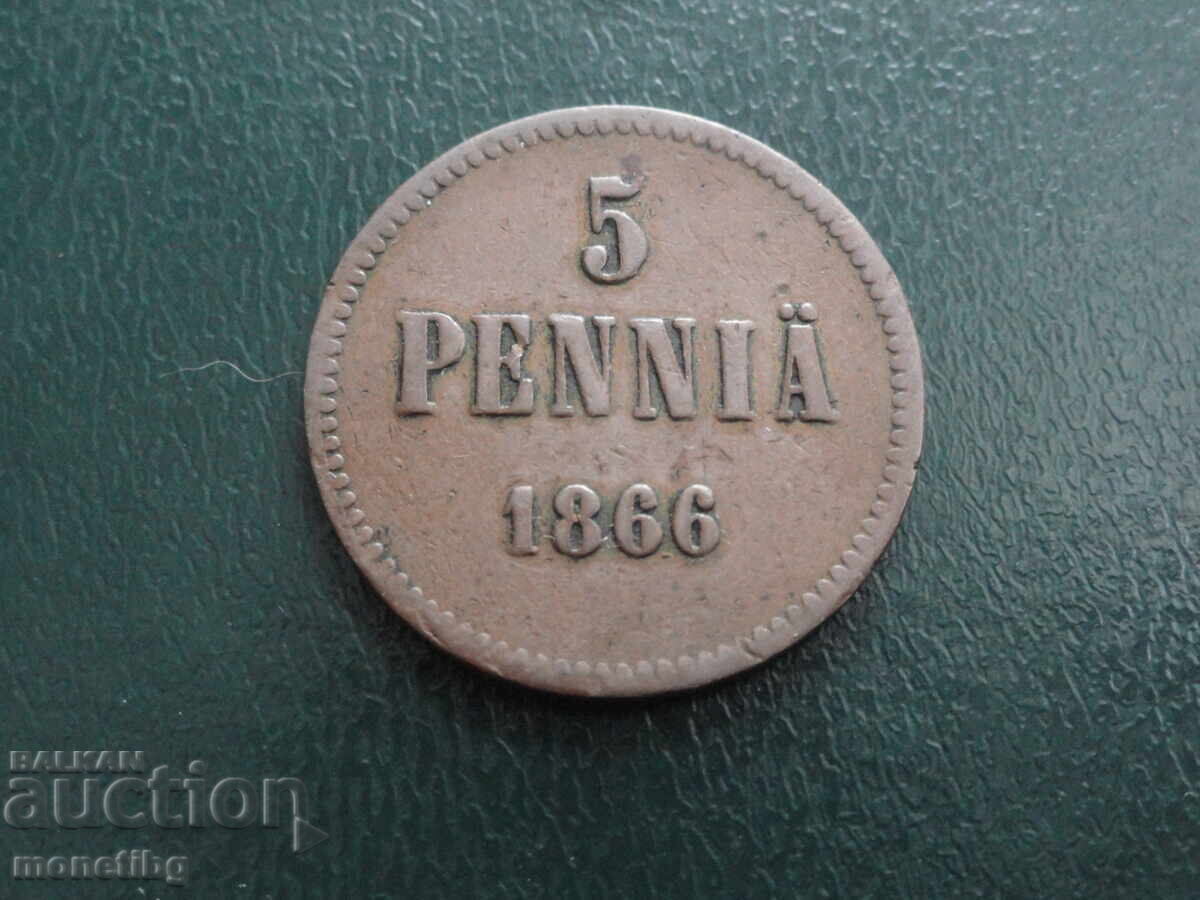 5
PENNIÄ
1866
BALKAN
auction
monetibg